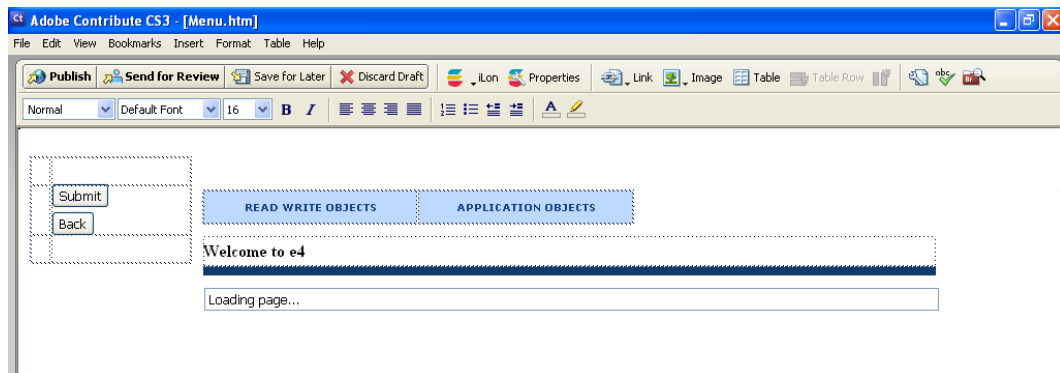 Ct Adobe Contribute CS3 - [Menu.htm]
File Edit View Bookmarks Insert Format Table Help
Publish Send for Review Save for Later Discard Draft iLon Properties Link Image Table Table Row abc
Normal Default Font 16 B I A
Submit
READ WRITE OBJECTS APPLICATION OBJECTS
Back
Welcome to e4
Loading page...